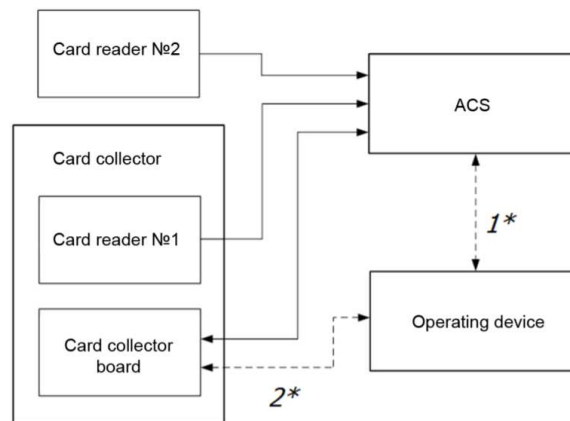 Card reader №2
ACS
Card collector
Card reader №1
1*
Card collector
board
Operating device
2*